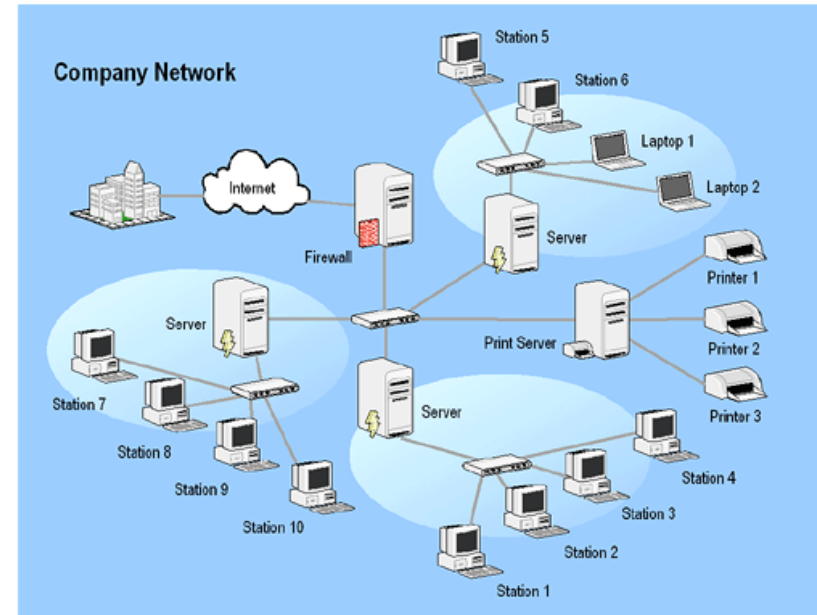 Company Network
Station 5
Station 6
Laptop 1
Laptop 2
Internet
Firewall
Server
Printer 1
Server
Print Server
Printer 2
Station 7
Server
Printer 3
Station 8
Station 9
Station 10
Station 4
Station 3
Station 2
Station 1